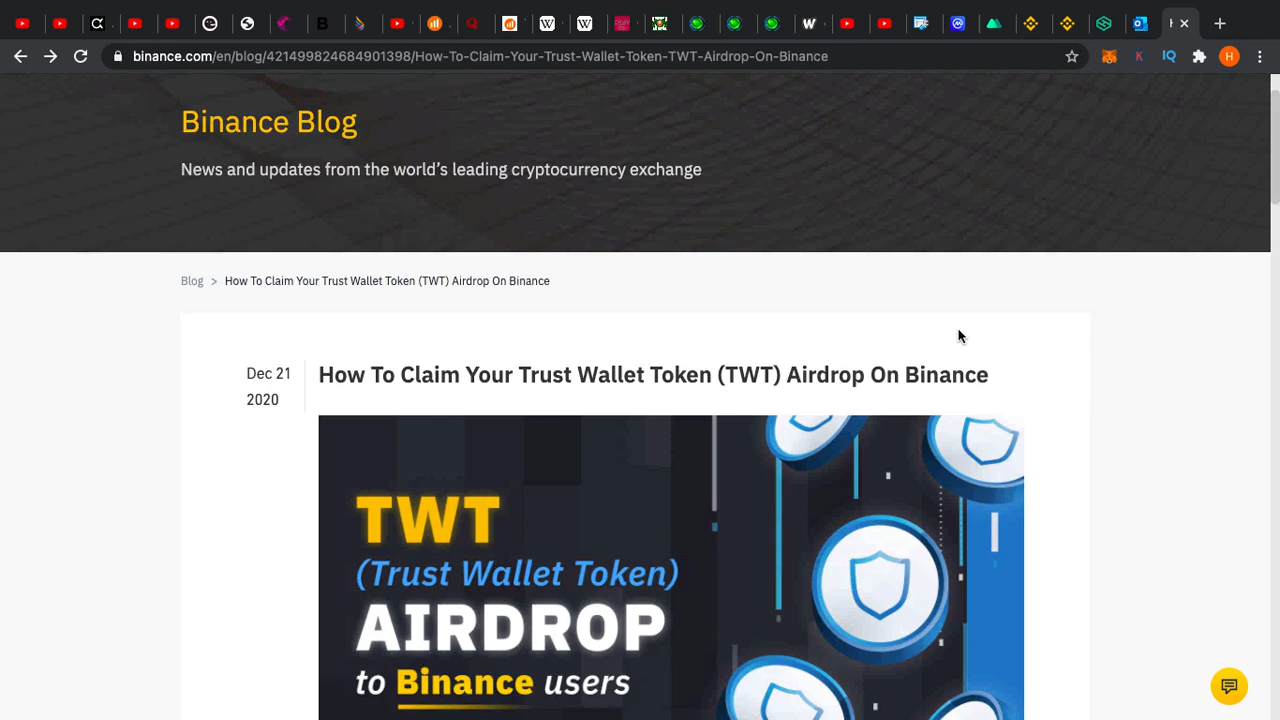 binance.com/en/blog/421499824684901398/How-To-Claim-Your-Trust-Wallet-Token-TWT-Airdrop-On-Binance
K
IQ
H
Binance Blog
News and updates from the world’s leading cryptocurrency exchange
Blog > How To Claim Your Trust Wallet Token (TWT) Airdrop On Binance
Dec 21
2020
How To Claim Your Trust Wallet Token (TWT) Airdrop On Binance
TWT
(Trust Wallet Token)
AIRDROP
to Binance users